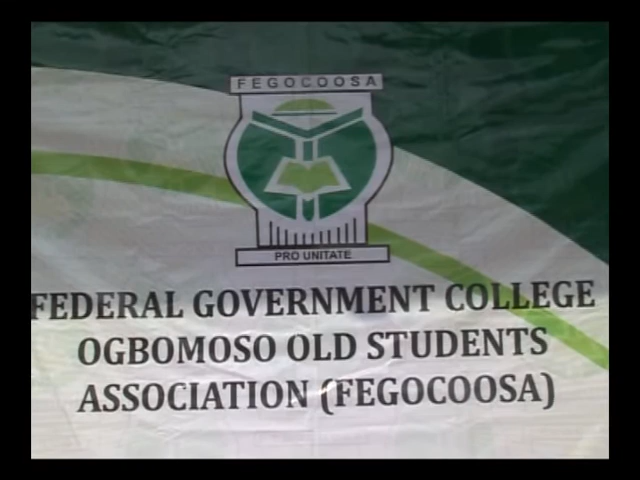 FEGOCOOSA
PRO UNITATE
FEDERAL GOVERNMENT COLLEGE
OGBOMOSO OLD STUDENTS
ASSOCIATION (FEGOCOOSA)